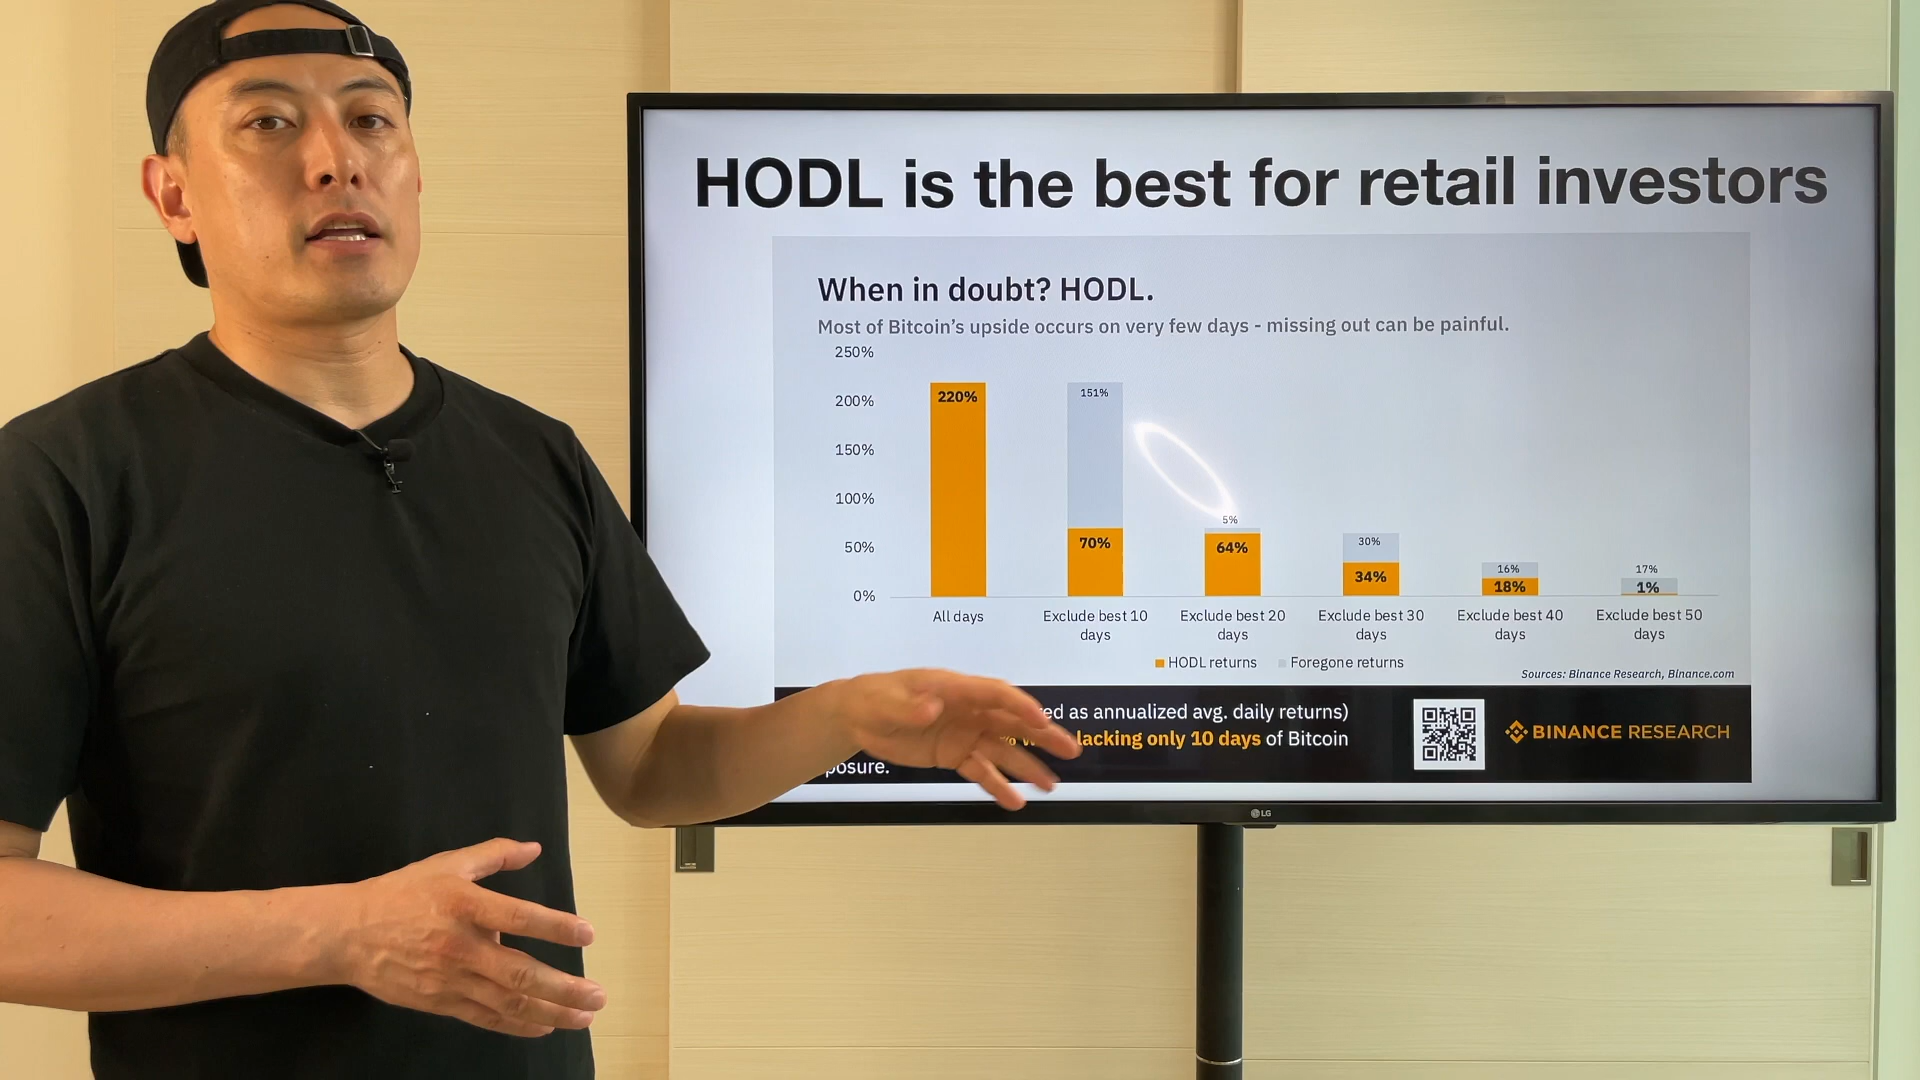 HODL is the best for retail investors
When in doubt? HODL.
Most of Bitcoin's upside occurs on very few days - missing out can be painful.
250%
200%
150%
100%
50%
0%
220%
151%
70%
5%
64%
30%
34%
16%
18%
17%
1%
All days
Exclude best 10 days
Exclude best 20 days
Exclude best 30 days
Exclude best 40 days
Exclude best 50 days
HODL returns
Foregone returns
Sources: Binance Research, Binance.com
as annualized avg. daily returns)
lacking only 10 days of Bitcoin
BINANCE RESEARCH
LG